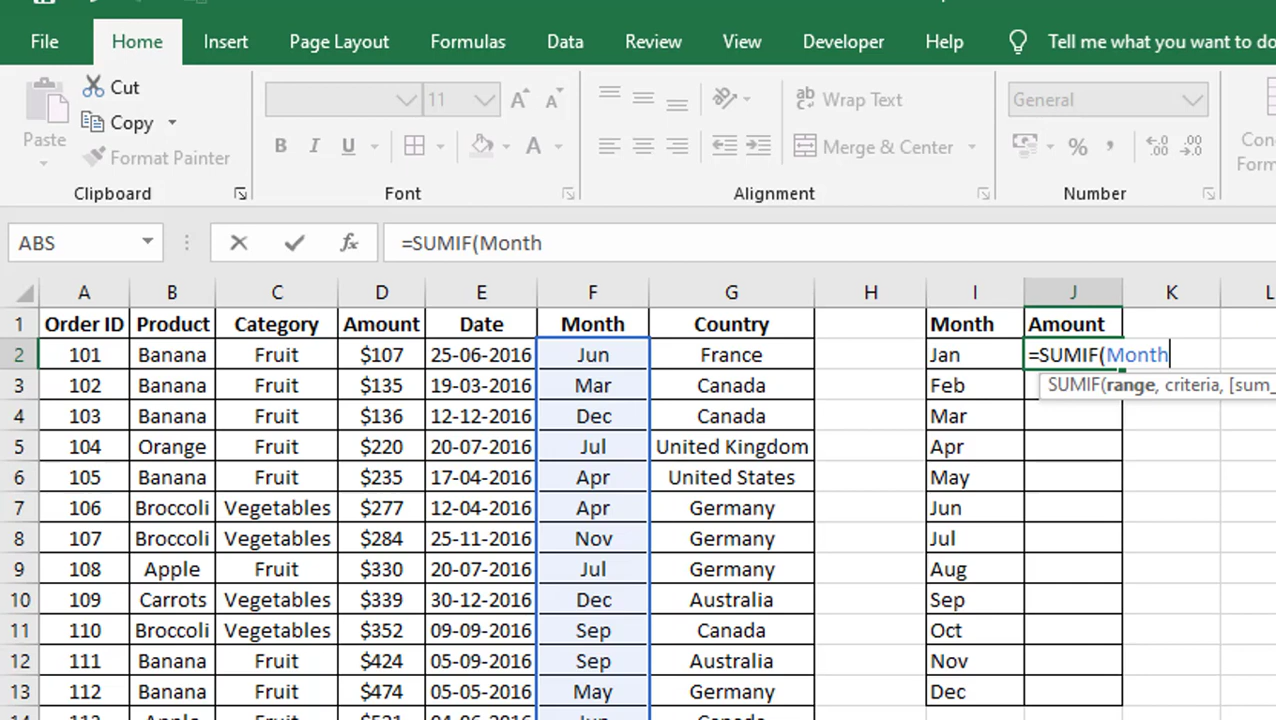 File Home Insert Page Layout Formulas Data Review View Developer Help Tell me what you want to do
Cut
Copy
Format Painter
Paste
11
Wrap Text
Merge & Center
General
Clipboard Font Alignment Number
ABS =SUMIF(Month
A B C D E F G H I J K L
1 Order ID Product Category Amount Date Month Country Month Amount
2 101 Banana Fruit $107 25-06-2016 Jun France Jan =SUMIF(Month
3 102 Banana Fruit $135 19-03-2016 Mar Canada Feb SUMIF(range, criteria, [sum_
4 103 Banana Fruit $136 12-12-2016 Dec Canada Mar
5 104 Orange Fruit $220 20-07-2016 Jul United Kingdom Apr
6 105 Banana Fruit $235 17-04-2016 Apr United States May
7 106 Broccoli Vegetables $277 12-04-2016 Apr Germany Jun
8 107 Broccoli Vegetables $284 25-11-2016 Nov Germany Jul
9 108 Apple Fruit $330 20-07-2016 Jul Germany Aug
10 109 Carrots Vegetables $339 30-12-2016 Dec Australia Sep
11 110 Broccoli Vegetables $352 09-09-2016 Sep Canada Oct
12 111 Banana Fruit $424 05-09-2016 Sep Australia Nov
13 112 Banana Fruit $474 05-05-2016 May Germany Dec